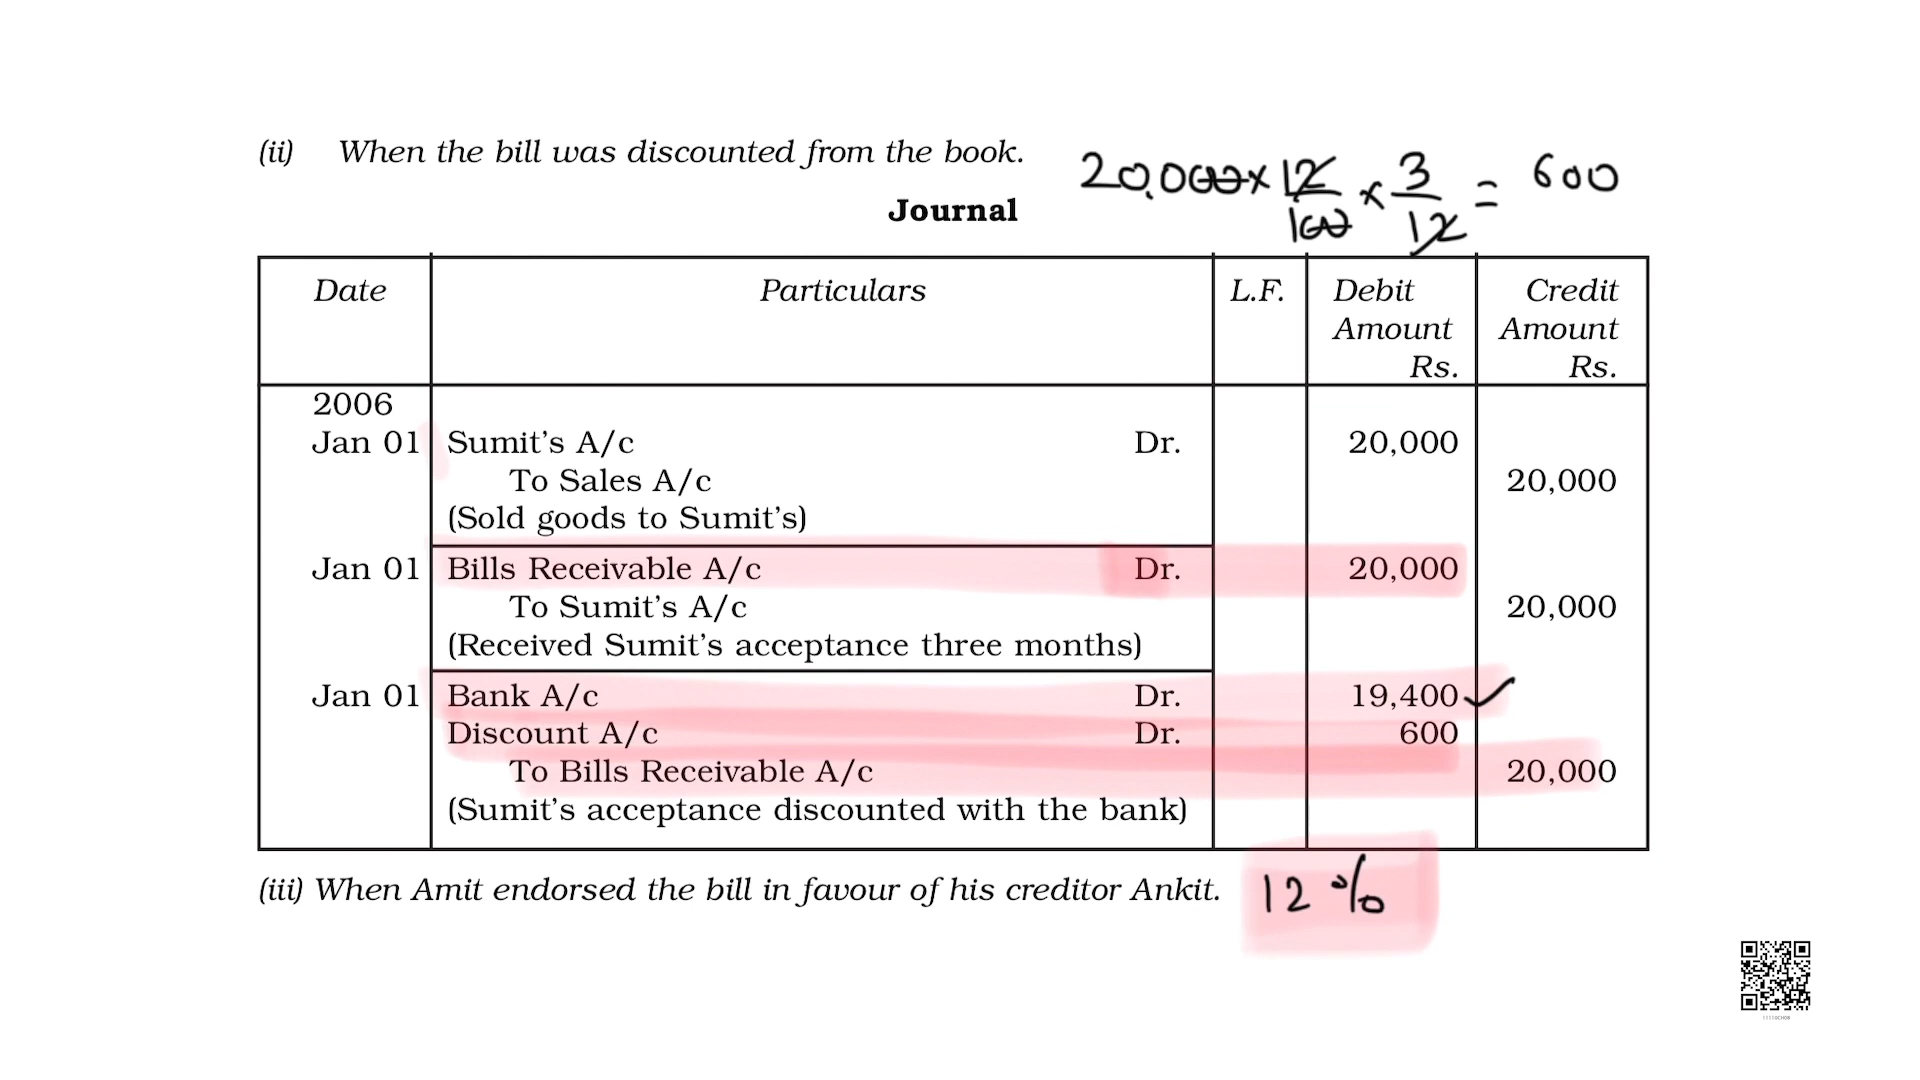 (ii) When the bill was discounted from the book.
20,000 x 12/100 x 3/12 = 600
Journal
Date Particulars L.F. Debit Amount Rs. Credit Amount Rs.
2006
Jan 01 Sumit’s A/c Dr. 20,000
To Sales A/c 20,000
(Sold goods to Sumit’s)
Jan 01 Bills Receivable A/c Dr. 20,000
To Sumit’s A/c 20,000
(Received Sumit’s acceptance three months)
Jan 01 Bank A/c Dr. 19,400 ✓
Discount A/c Dr. 600
To Bills Receivable A/c 20,000
(Sumit’s acceptance discounted with the bank)
(iii) When Amit endorsed the bill in favour of his creditor Ankit.
12 %